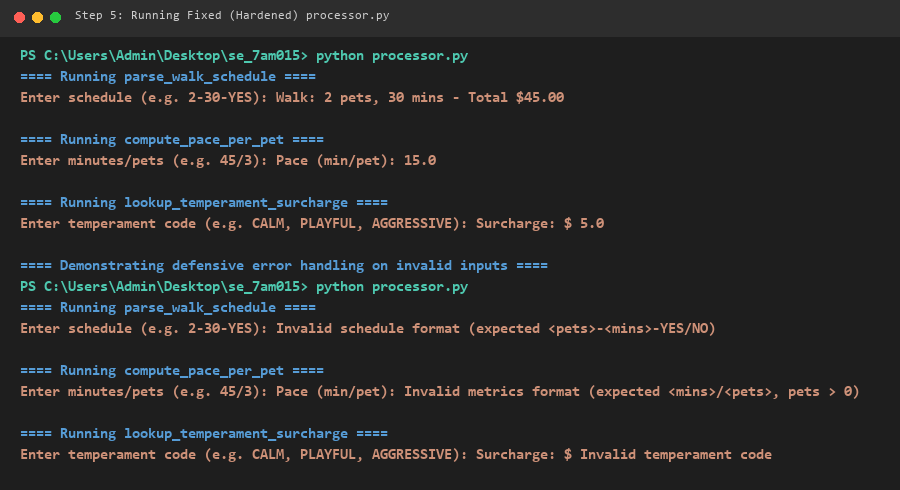 Step 5: Running Fixed (Hardened) processor.py
PS C:\Users\Admin\Desktop\se_7am015> python processor.py
==== Running parse_walk_schedule ====
Enter schedule (e.g. 2-30-YES): Walk: 2 pets, 30 mins - Total $45.00
==== Running compute_pace_per_pet ====
Enter minutes/pets (e.g. 45/3): Pace (min/pet): 15.0
==== Running lookup_temperament_surcharge ====
Enter temperament code (e.g. CALM, PLAYFUL, AGGRESSIVE): Surcharge: $ 5.0
==== Demonstrating defensive error handling on invalid inputs ====
PS C:\Users\Admin\Desktop\se_7am015> python processor.py
==== Running parse_walk_schedule ====
Enter schedule (e.g. 2-30-YES): Invalid schedule format (expected <pets>-<mins>-YES/NO)
==== Running compute_pace_per_pet ====
Enter minutes/pets (e.g. 45/3): Pace (min/pet): Invalid metrics format (expected <mins>/<pets>, pets > 0)
==== Running lookup_temperament_surcharge ====
Enter temperament code (e.g. CALM, PLAYFUL, AGGRESSIVE): Surcharge: $ Invalid temperament code